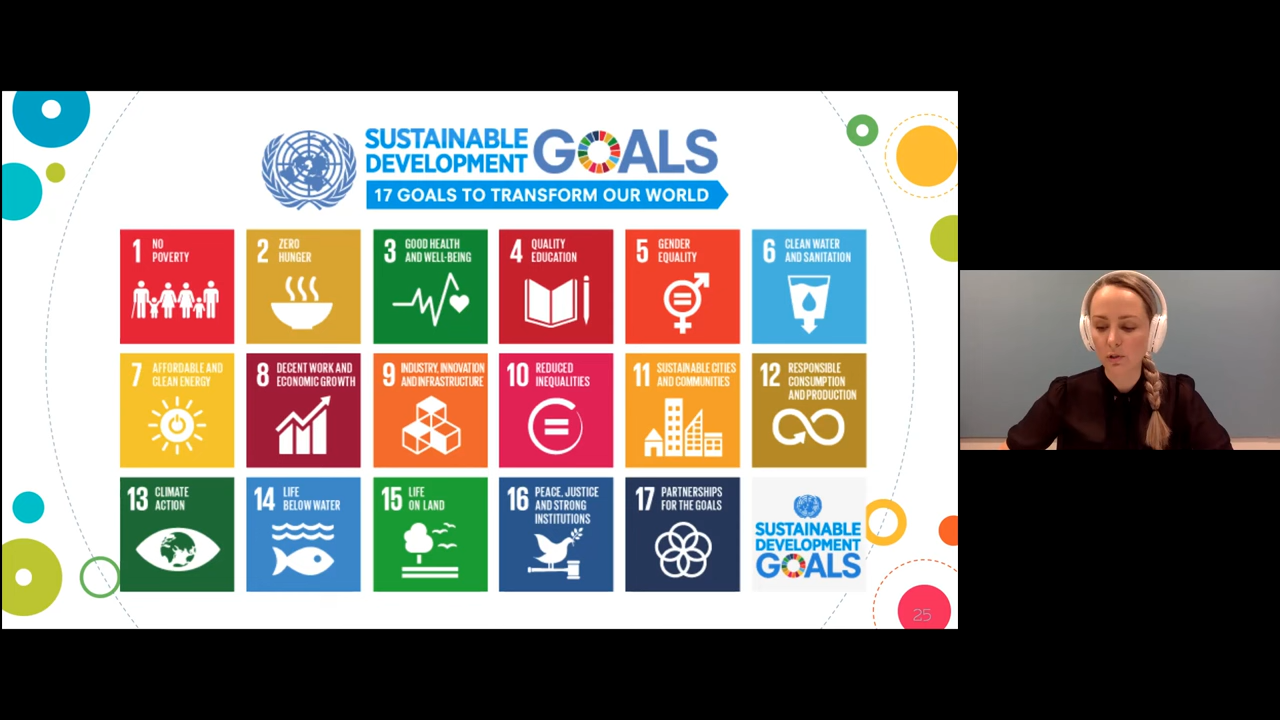 SUSTAINABLE
DEVELOPMENT
GOALS
17 GOALS TO TRANSFORM OUR WORLD
1 NO
POVERTY
2 ZERO
HUNGER
3 GOOD HEALTH
AND WELL-BEING
4 QUALITY
EDUCATION
5 GENDER
EQUALITY
6 CLEAN WATER
AND SANITATION
7 AFFORDABLE AND
CLEAN ENERGY
8 DECENT WORK AND
ECONOMIC GROWTH
9 INDUSTRY, INNOVATION
AND INFRASTRUCTURE
10 REDUCED
INEQUALITIES
11 SUSTAINABLE CITIES
AND COMMUNITIES
12 RESPONSIBLE
CONSUMPTION
AND PRODUCTION
13 CLIMATE
ACTION
14 LIFE
BELOW WATER
15 LIFE
ON LAND
16 PEACE, JUSTICE
AND STRONG
INSTITUTIONS
17 PARTNERSHIPS
FOR THE GOALS
SUSTAINABLE
DEVELOPMENT
GOALS
25